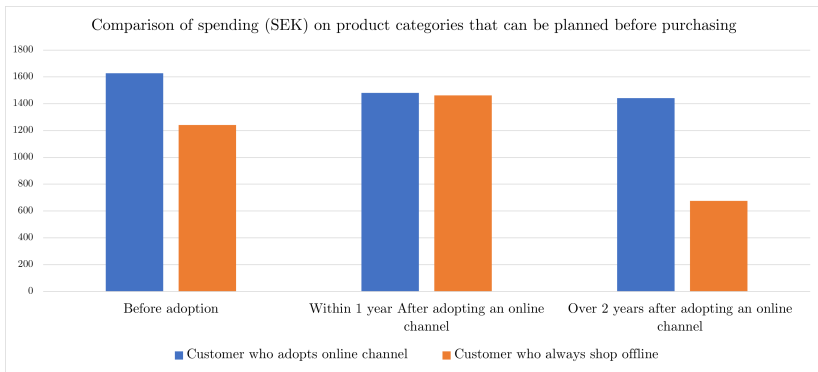 Comparison of spending (SEK) on product categories that can be planned before purchasing
1800
1600
1400
1200
1000
800
600
400
200
0
Before adoption
Within 1 year After adopting an online
channel
Over 2 years after adopting an online
channel
Customer who adopts online channel
Customer who always shop offline